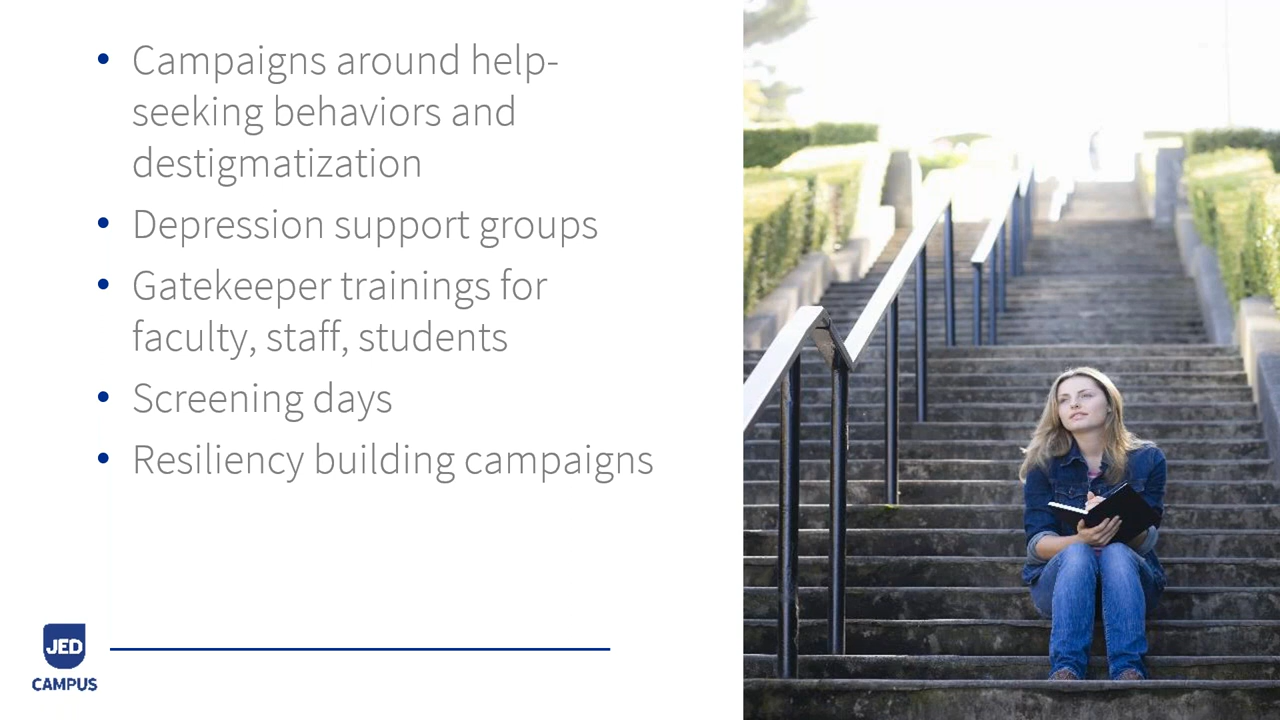 • Campaigns around help-
seeking behaviors and
destigmatization
• Depression support groups
• Gatekeeper trainings for
faculty, staff, students
• Screening days
• Resiliency building campaigns
JED
CAMPUS